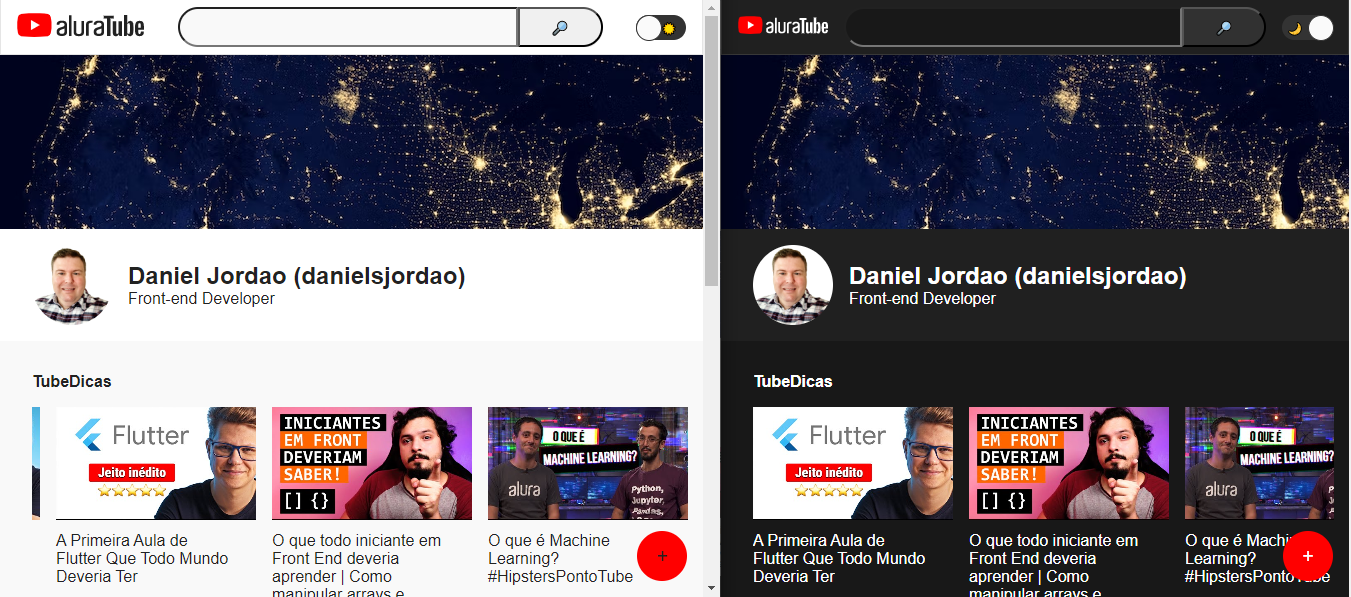 aluraTube
Daniel Jordao (danielsjordao)
Front-end Developer
TubeDicas
Flutter
Jeito inédito
INICIANTES
EM FRONT
DEVERIAM
SABER!
[] {}
O QUE É
MACHINE LEARNING?
alura
Python,
Jupyter,
Pandas,
A Primeira Aula de
Flutter Que Todo Mundo
Deveria Ter
O que todo iniciante em
Front End deveria
aprender | Como
manipular arrays e
O que é Machine
Learning?
#HipstersPontoTube
+
aluraTube
Daniel Jordao (danielsjordao)
Front-end Developer
TubeDicas
Flutter
Jeito inédito
INICIANTES
EM FRONT
DEVERIAM
SABER!
[] {}
O QUE É
MACHINE LEARNING?
alura
A Primeira Aula de
Flutter Que Todo Mundo
Deveria Ter
O que todo iniciante em
Front End deveria
aprender | Como
manipular arrays e
O que é Machine
Learning?
#HipstersPontoTube
+